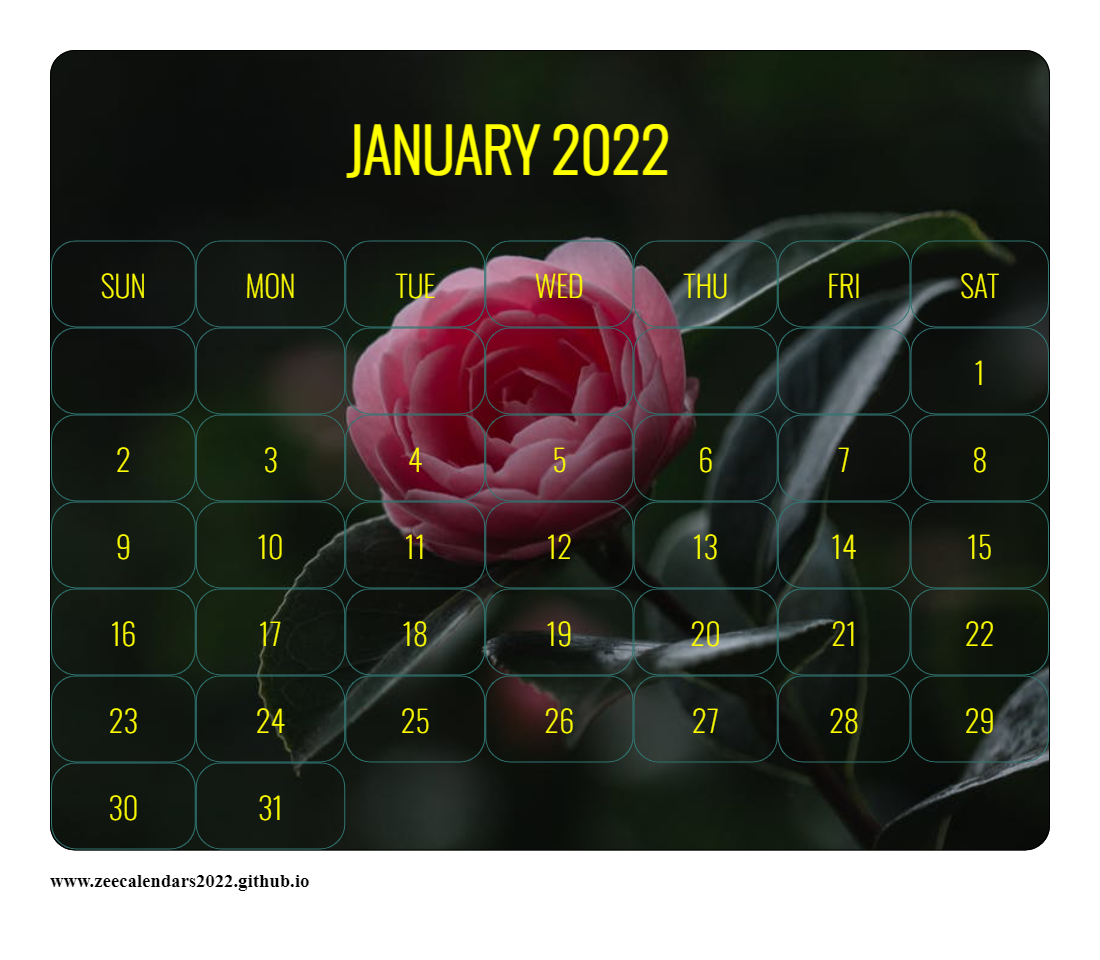 JANUARY 2022
SUN MON TUE WED THU FRI SAT
1
2 3 4 5 6 7 8
9 10 11 12 13 14 15
16 17 18 19 20 21 22
23 24 25 26 27 28 29
30 31
www.zeecalendars2022.github.io